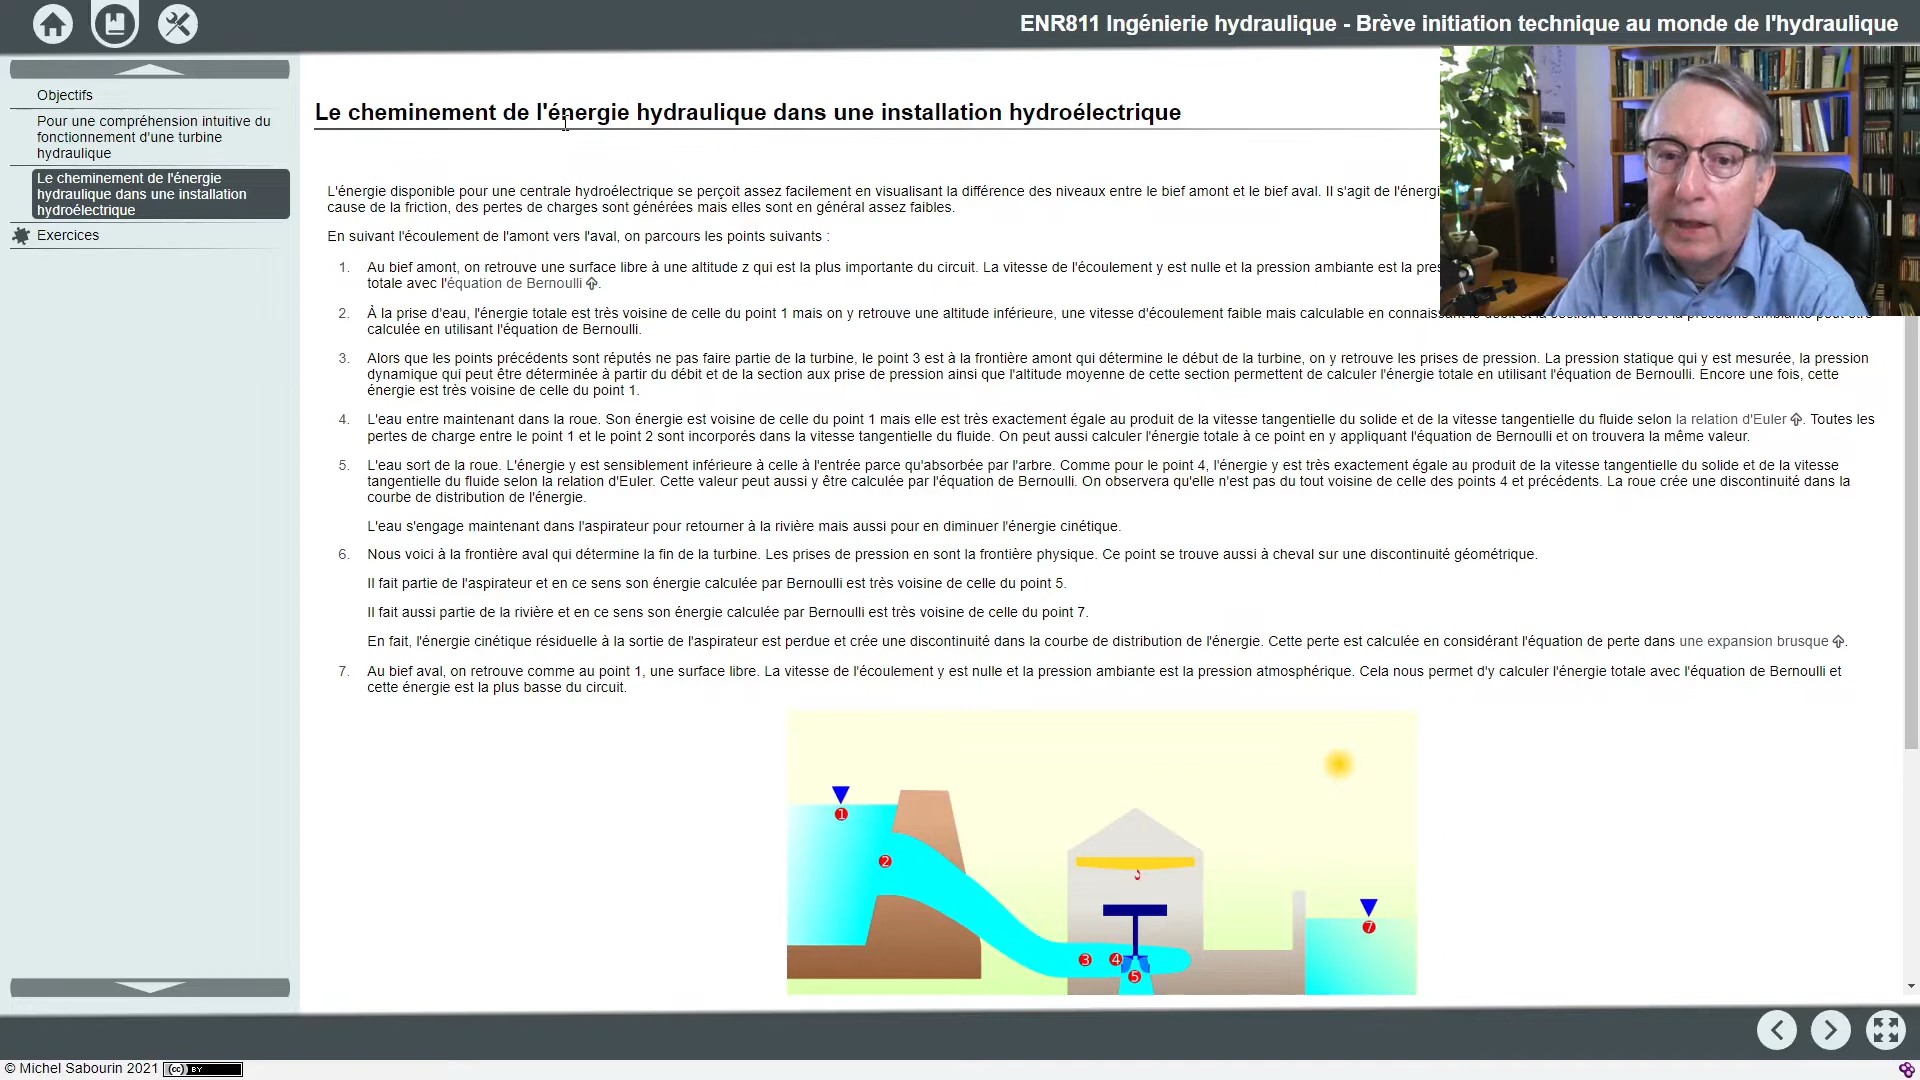 ENR811 Ingénierie hydraulique - Brève initiation technique au monde de l'hydraulique
Objectifs
Pour une compréhension intuitive du
fonctionnement d'une turbine
hydraulique
Le cheminement de l'énergie
hydraulique dans une installation
hydroélectrique
Exercices
Le cheminement de l'énergie hydraulique dans une installation hydroélectrique
L'énergie disponible pour une centrale hydroélectrique se perçoit assez facilement en visualisant la différence des niveaux entre le bief amont et le bief aval. Il s'agit de l'énergi
cause de la friction, des pertes de charges sont générées mais elles sont en général assez faibles.
En suivant l'écoulement de l'amont vers l'aval, on parcours les points suivants :
1. Au bief amont, on retrouve une surface libre à une altitude z qui est la plus importante du circuit. La vitesse de l'écoulement y est nulle et la pression ambiante est la pres
totale avec l'équation de Bernoulli.
2. À la prise d'eau, l'énergie totale est très voisine de celle du point 1 mais on y retrouve une altitude inférieure, une vitesse d'écoulement faible mais calculable en connaiss
calculée en utilisant l'équation de Bernoulli.
3. Alors que les points précédents sont réputés ne pas faire partie de la turbine, le point 3 est à la frontière amont qui détermine le début de la turbine, on y retrouve les prises de pression. La pression statique qui y est mesurée, la pression
dynamique qui peut être déterminée à partir du débit et de la section aux prise de pression ainsi que l'altitude moyenne de cette section permettent de calculer l'énergie totale en utilisant l'équation de Bernoulli. Encore une fois, cette
énergie est très voisine de celle du point 1.
4. L'eau entre maintenant dans la roue. Son énergie est voisine de celle du point 1 mais elle est très exactement égale au produit de la vitesse tangentielle du solide et de la vitesse tangentielle du fluide selon la relation d'Euler. Toutes les
pertes de charge entre le point 1 et le point 2 sont incorporés dans la vitesse tangentielle du fluide. On peut aussi calculer l'énergie totale à ce point en y appliquant l'équation de Bernoulli et on trouvera la même valeur.
5. L'eau sort de la roue. L'énergie y est sensiblement inférieure à celle à l'entrée parce qu'absorbée par l'arbre. Comme pour le point 4, l'énergie y est très exactement égale au produit de la vitesse tangentielle du solide et de la vitesse
tangentielle du fluide selon la relation d'Euler. Cette valeur peut aussi y être calculée par l'équation de Bernoulli. On observera qu'elle n'est pas du tout voisine de celle des points 4 et précédents. La roue crée une discontinuité dans la
courbe de distribution de l'énergie.
L'eau s'engage maintenant dans l'aspirateur pour retourner à la rivière mais aussi pour en diminuer l'énergie cinétique.
6. Nous voici à la frontière aval qui détermine la fin de la turbine. Les prises de pression en sont la frontière physique. Ce point se trouve aussi à cheval sur une discontinuité géométrique.
Il fait partie de l'aspirateur et en ce sens son énergie calculée par Bernoulli est très voisine de celle du point 5.
Il fait aussi partie de la rivière et en ce sens son énergie calculée par Bernoulli est très voisine de celle du point 7.
En fait, l'énergie cinétique résiduelle à la sortie de l'aspirateur est perdue et crée une discontinuité dans la courbe de distribution de l'énergie. Cette perte est calculée en considérant l'équation de perte dans une expansion brusque.
7. Au bief aval, on retrouve comme au point 1, une surface libre. La vitesse de l'écoulement y est nulle et la pression ambiante est la pression atmosphérique. Cela nous permet d'y calculer l'énergie totale avec l'équation de Bernoulli et
cette énergie est la plus basse du circuit.
1
2
7
3 4
5
© Michel Sabourin 2021 (cc) BY